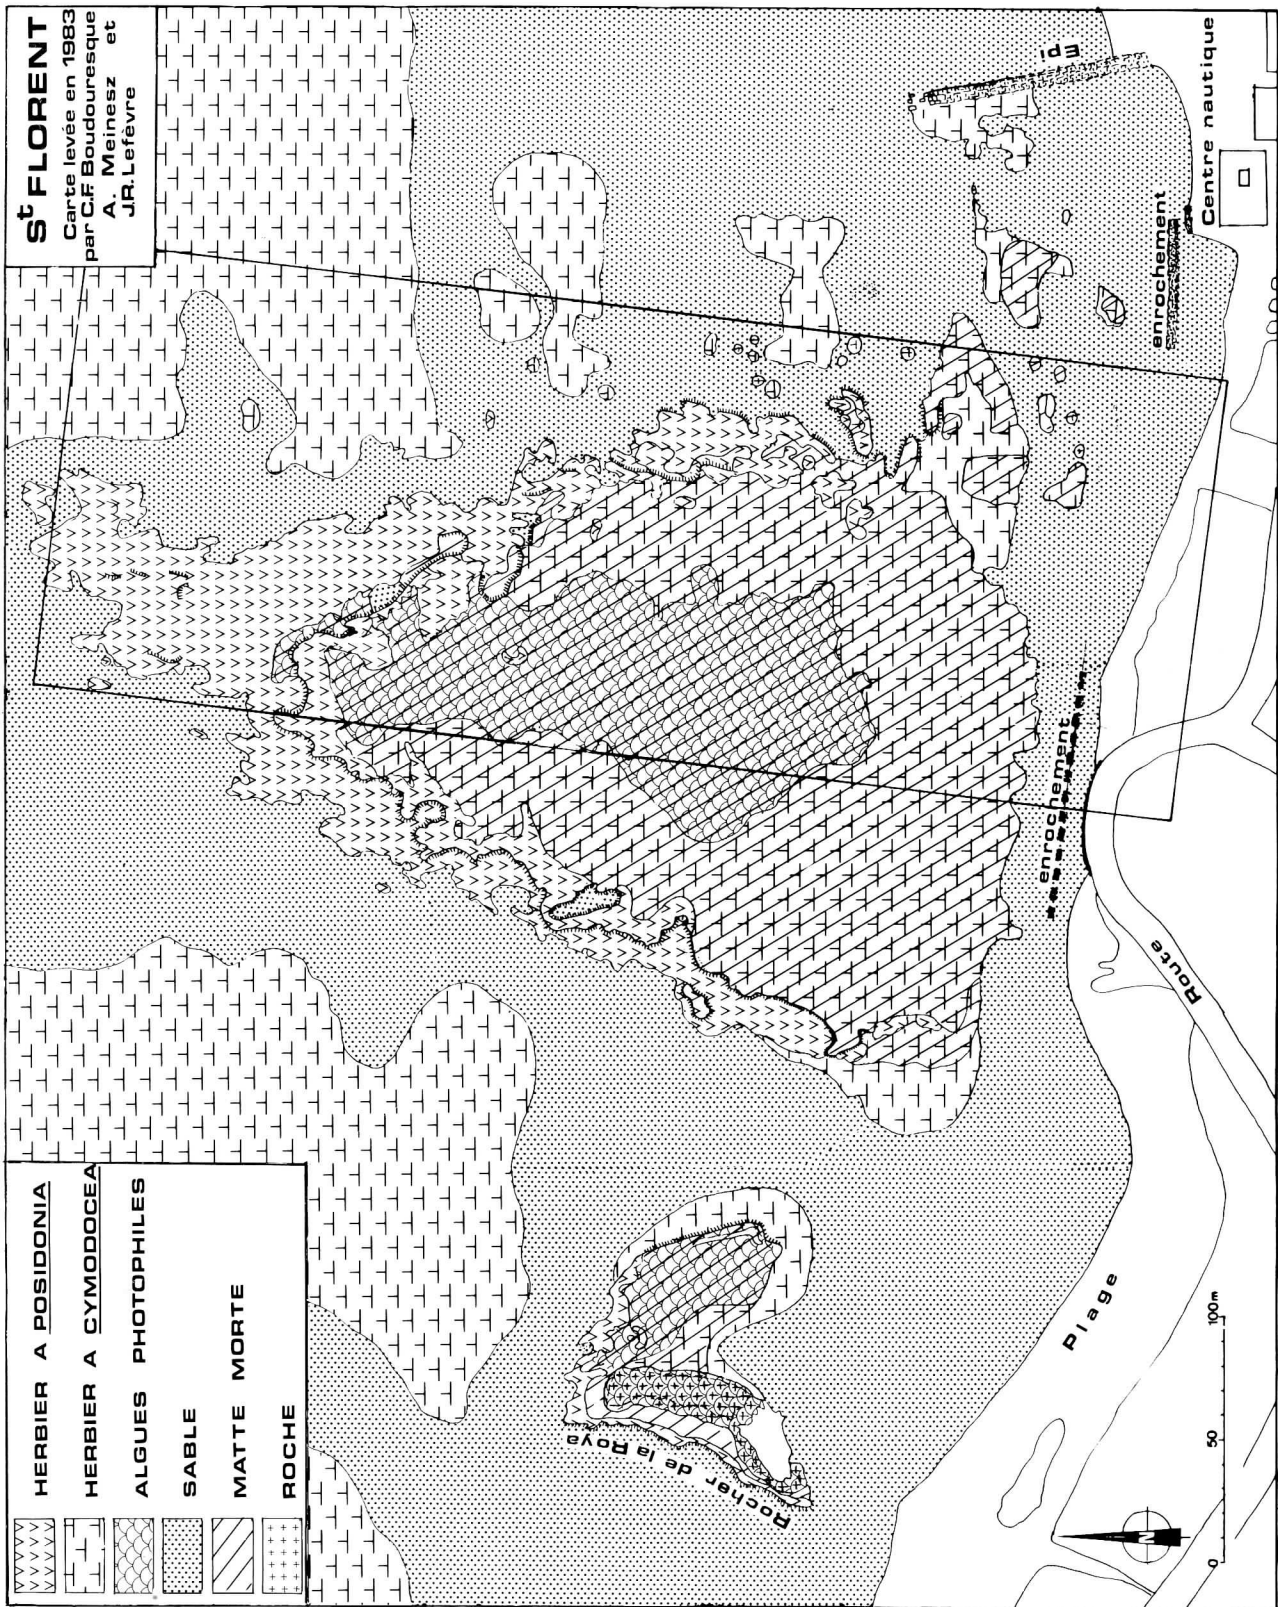 St FLORENT
Carte levée en 1983
par C.F. Boudouresque
A. Meinesz et
J.R. Lefèvre
HERBIER A POSIDONIA
HERBIER A CYMODOCEA
ALGUES PHOTOPHILES
SABLE
MATTE MORTE
ROCHE
Rocher de la Roya
Plage
Route
enrochement
enrochement
Epi
Centre nautique
N
0 50 100m